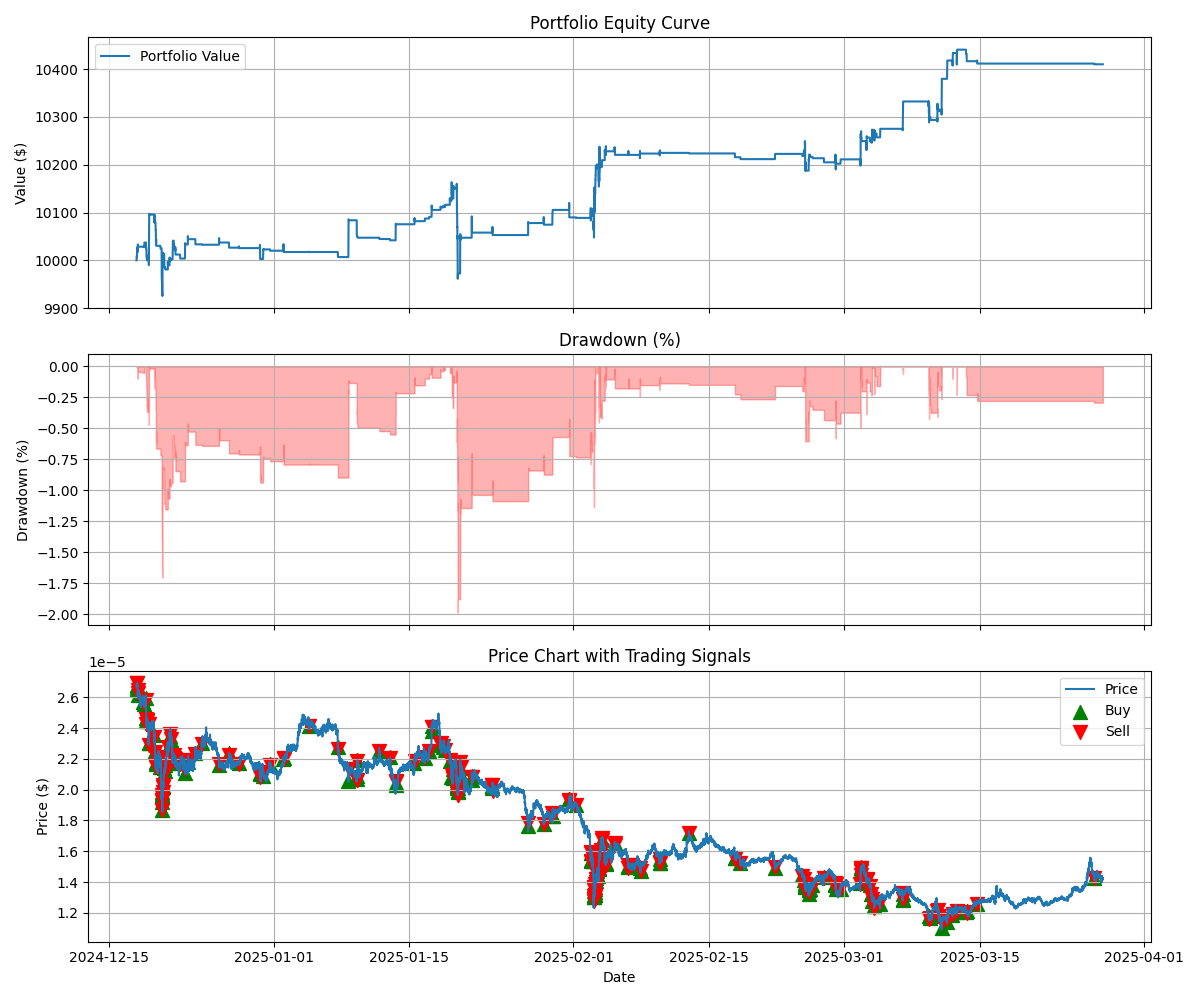 Portfolio Equity Curve
Portfolio Value
10400
10300
10200
10100
10000
9900
Value ($)
Drawdown (%)
0.00
−0.25
−0.50
−0.75
−1.00
−1.25
−1.50
−1.75
−2.00
Drawdown (%)
Price Chart with Trading Signals
1e−5
Price
Buy
Sell
2.6
2.4
2.2
2.0
1.8
1.6
1.4
1.2
Price ($)
2024-12-15
2025-01-01
2025-01-15
2025-02-01
2025-02-15
2025-03-01
2025-03-15
2025-04-01
Date